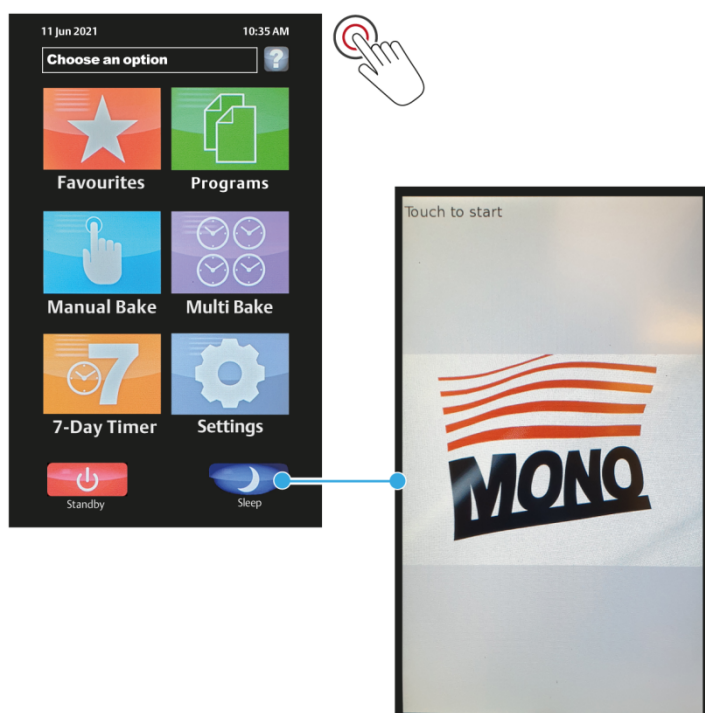 11 Jun 2021 10:35 AM
Choose an option ?
Favourites Programs
Manual Bake Multi Bake
7
7-Day Timer Settings
Standby Sleep
Touch to start
MONO